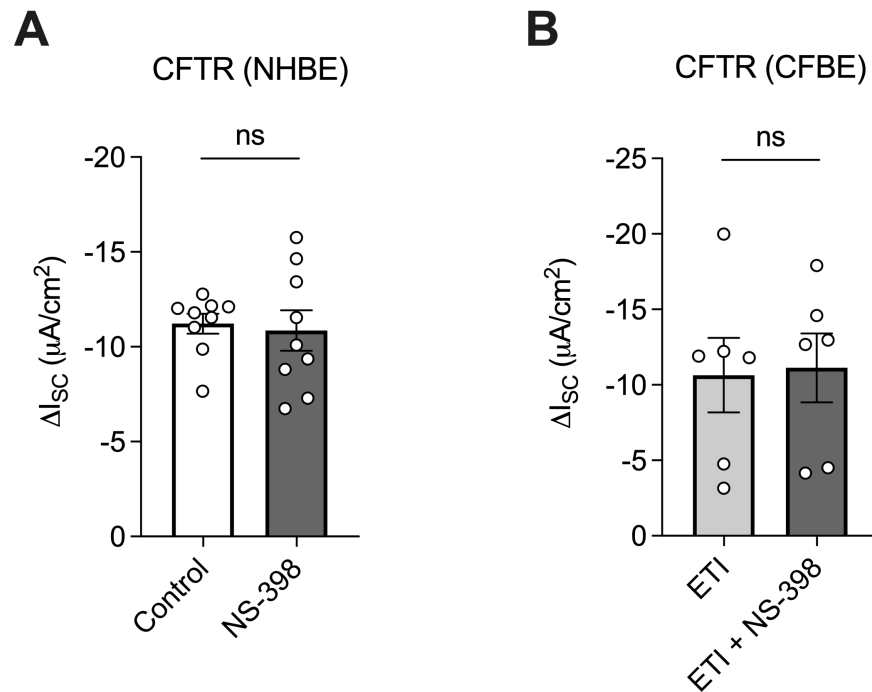 A
CFTR (NHBE)
ns
-20
-15
-10
-5
0
ΔISC (μA/cm2)
Control
NS-398
B
CFTR (CFBE)
ns
-25
-20
-15
-10
-5
0
ΔISC (μA/cm2)
ETI
ETI + NS-398